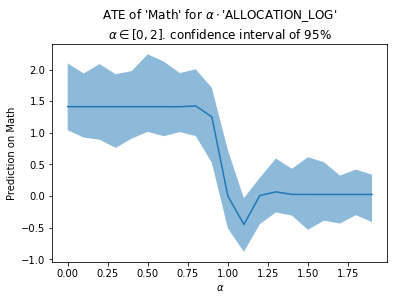 ATE of 'Math' for α · 'ALLOCATION_LOG'
α ∈ [0, 2]. confidence interval of 95%
Prediction on Math
2.0
1.5
1.0
0.5
0.0
−0.5
−1.0
0.00 0.25 0.50 0.75 1.00 1.25 1.50 1.75
α